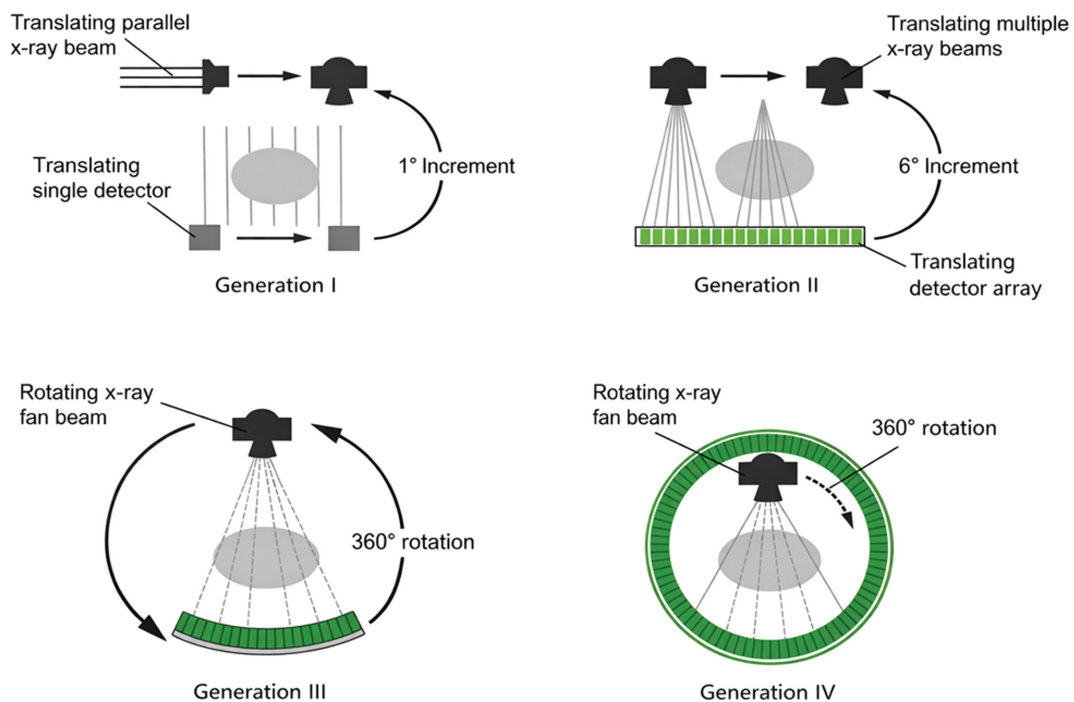 Translating parallel
x-ray beam
Translating
single detector
1° Increment
Generation I
Translating multiple
x-ray beams
6° Increment
Translating
detector array
Generation II
Rotating x-ray
fan beam
360° rotation
Generation III
Rotating x-ray
fan beam
360° rotation
Generation IV